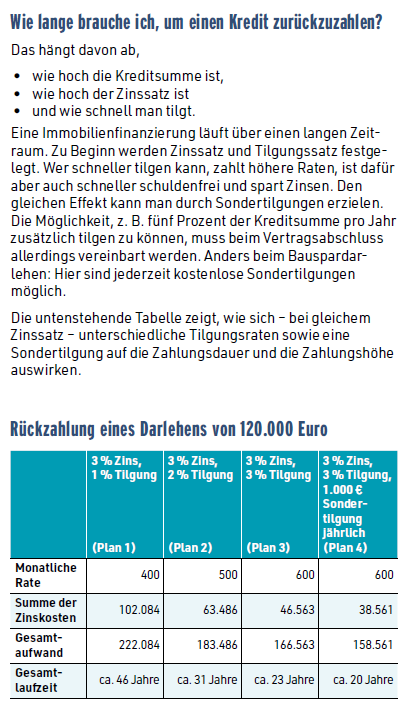 Wie lange brauche ich, um einen Kredit zurückzuzahlen?
Das hängt davon ab,
• wie hoch die Kreditsumme ist,
• wie hoch der Zinssatz ist
• und wie schnell man tilgt.
Eine Immobilienfinanzierung läuft über einen langen Zeit-
raum. Zu Beginn werden Zinssatz und Tilgungssatz festge-
legt. Wer schneller tilgen kann, zahlt höhere Raten, ist dafür
aber auch schneller schuldenfrei und spart Zinsen. Den
gleichen Effekt kann man durch Sondertilgungen erzielen.
Die Möglichkeit, z. B. fünf Prozent der Kreditsumme pro Jahr
zusätzlich tilgen zu können, muss beim Vertragsabschluss
allerdings vereinbart werden. Anders beim Bauspardar-
lehen: Hier sind jederzeit kostenlose Sondertilgungen
möglich.
Die untenstehende Tabelle zeigt, wie sich – bei gleichem
Zinssatz – unterschiedliche Tilgungsraten sowie eine
Sondertilgung auf die Zahlungsdauer und die Zahlungshöhe
auswirken.
Rückzahlung eines Darlehens von 120.000 Euro
3 % Zins, 3 % Zins, 3 % Zins, 3 % Zins,
1 % Tilgung 2 % Tilgung 3 % Tilgung 3 % Tilgung,
1.000 €
Sonder-
tilgung
jährlich
(Plan 1) (Plan 2) (Plan 3) (Plan 4)
Monatliche
Rate 400 500 600 600
Summe der
Zinskosten 102.084 63.486 46.563 38.561
Gesamt-
aufwand 222.084 183.486 166.563 158.561
Gesamt-
laufzeit ca. 46 Jahre ca. 31 Jahre ca. 23 Jahre ca. 20 Jahre